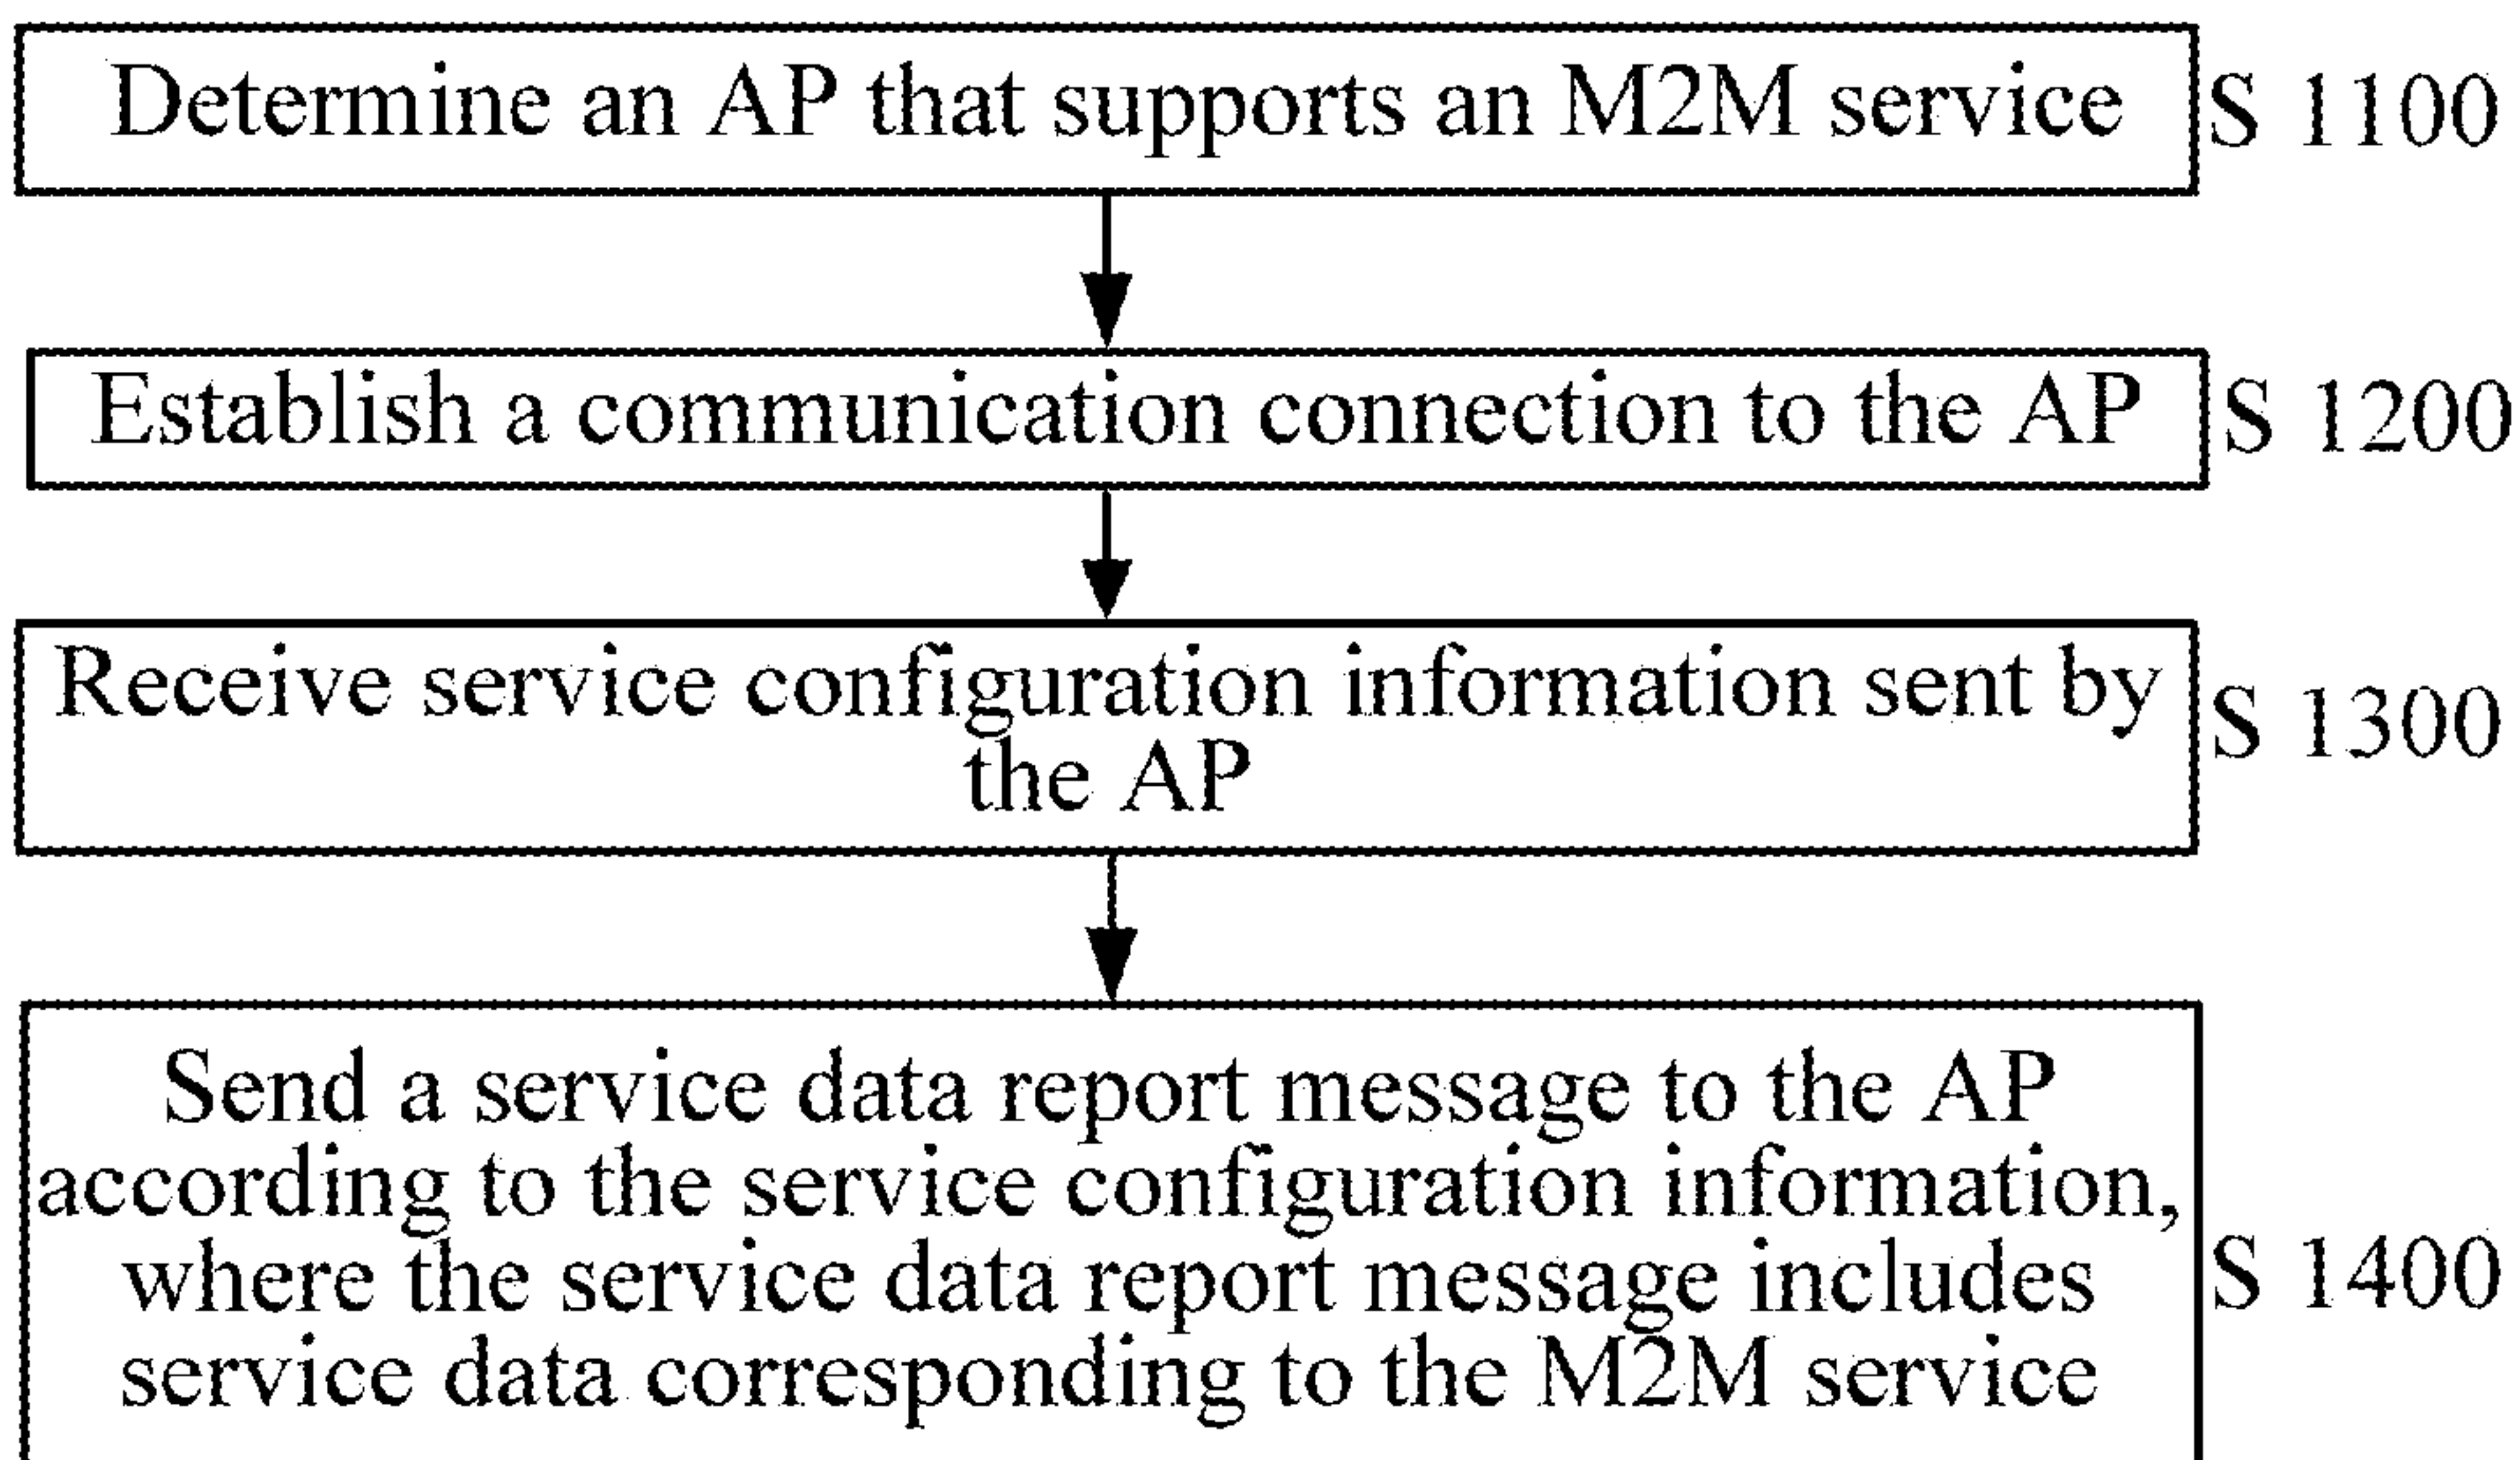 Determine an AP that supports an M2M service
S 1100
Establish a communication connection to the AP
S 1200
Receive service configuration information sent by
the AP
S 1300
Send a service data report message to the AP
according to the service configuration information,
where the service data report message includes
service data corresponding to the M2M service
S 1400